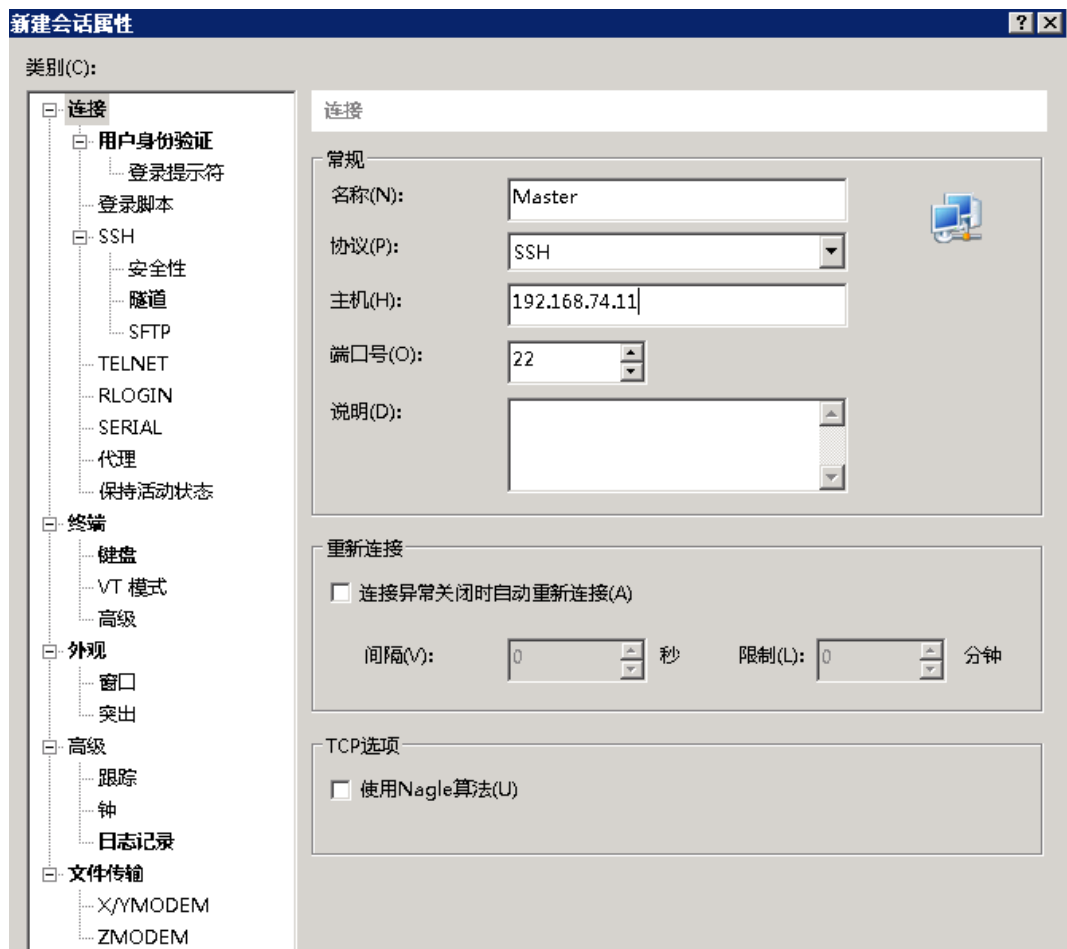 新建会话属性
类别(C):
连接
用户身份验证
登录提示符
登录脚本
SSH
安全性
隧道
SFTP
TELNET
RLOGIN
SERIAL
代理
保持活动状态
终端
键盘
VT 模式
高级
外观
窗口
突出
高级
跟踪
钟
日志记录
文件传输
X/YMODEM
ZMODEM
连接
常规
名称(N): Master
协议(P): SSH
主机(H): 192.168.74.11
端口号(O): 22
说明(D):
重新连接
连接异常关闭时自动重新连接(A)
间隔(V): 0 秒 限制(L): 0 分钟
TCP选项
使用Nagle算法(U)